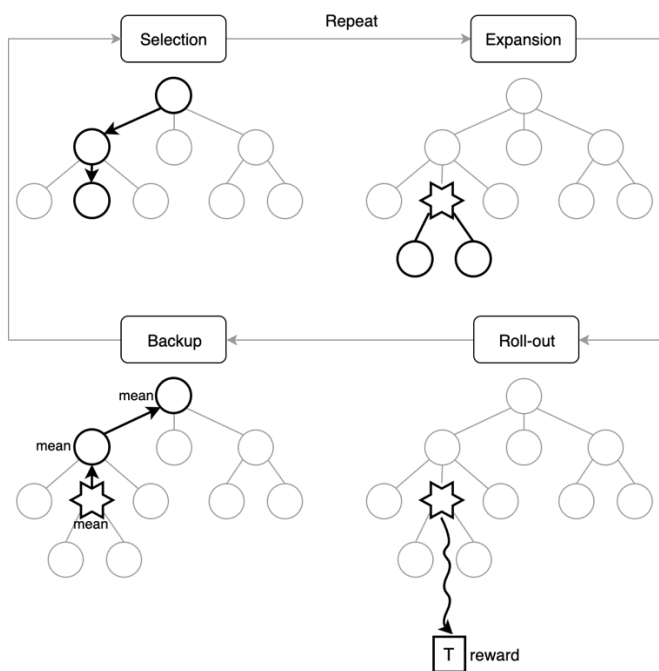 Repeat
Selection
Expansion
Backup
Roll-out
mean
mean
mean
T
reward